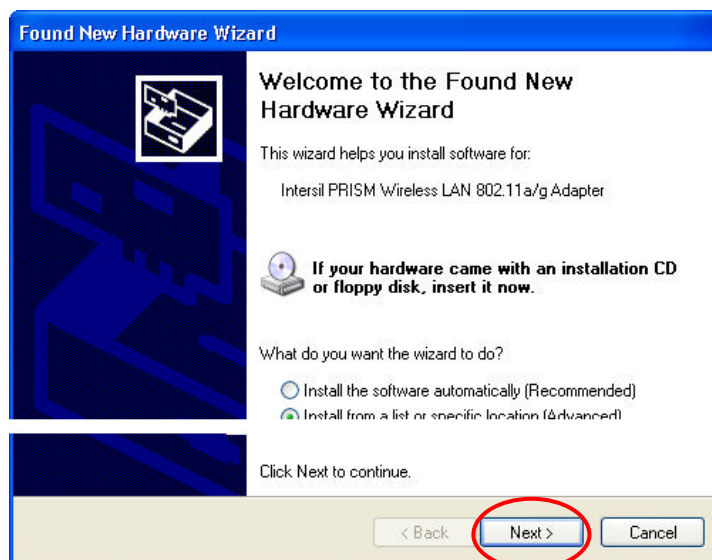 Found New Hardware Wizard
Welcome to the Found New
Hardware Wizard
This wizard helps you install software for:
Intersil PRISM Wireless LAN 802.11a/g Adapter
If your hardware came with an installation CD
or floppy disk, insert it now.
What do you want the wizard to do?
Install the software automatically (Recommended)
Install from a list or specific location (Advanced)
Click Next to continue.
< Back
Next >
Cancel